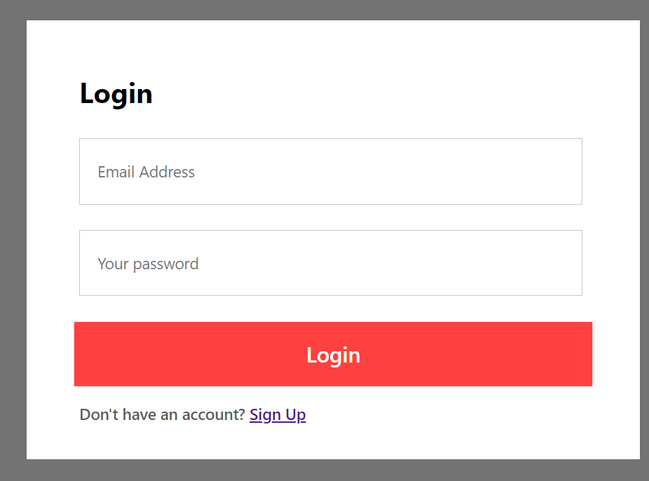 Login
Email Address
Your password
Login
Don't have an account? Sign Up